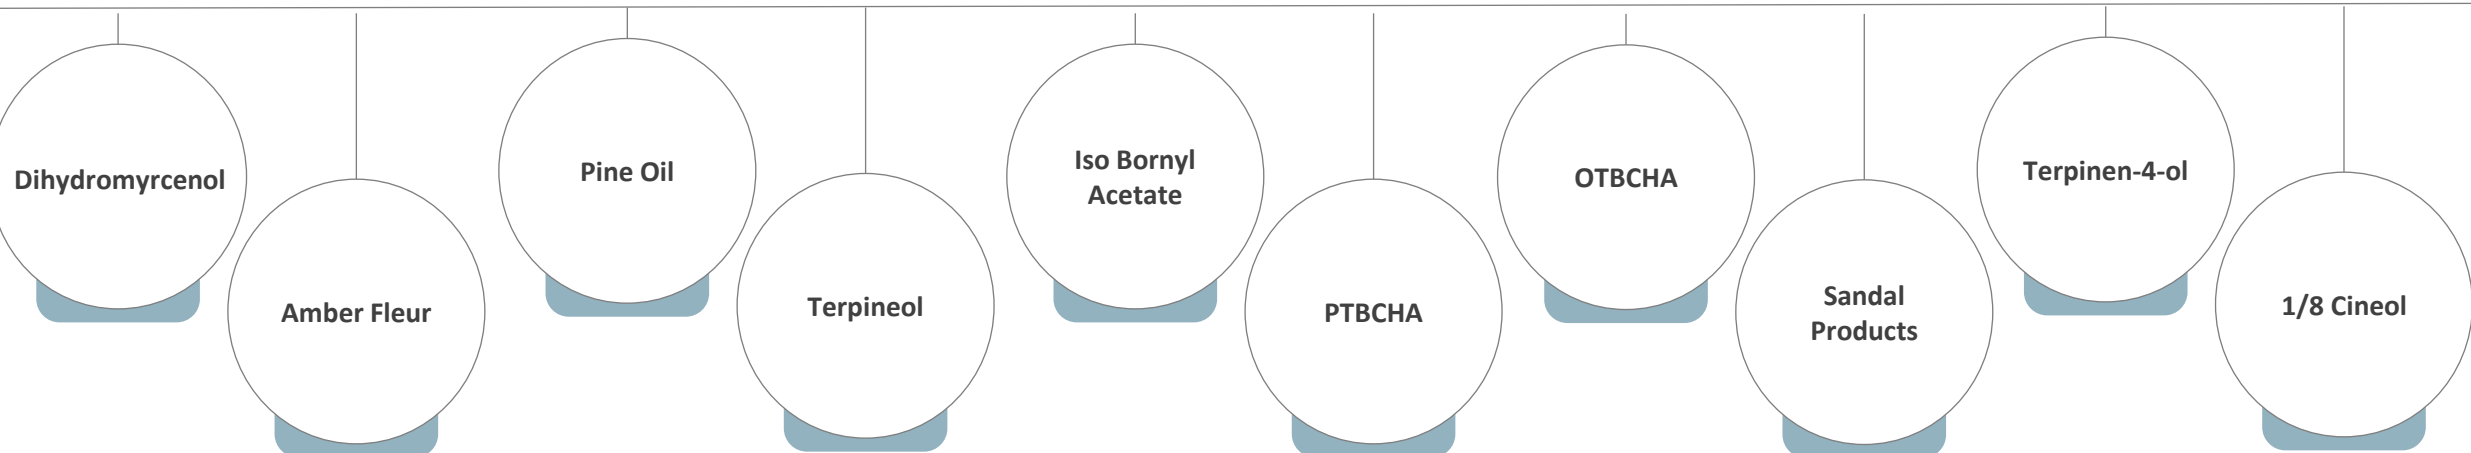 Dihydromyrcenol
Amber Fleur
Pine Oil
Terpineol
Iso Bornyl
Acetate
PTBCHA
OTBCHA
Sandal
Products
Terpinen-4-ol
1/8 Cineol